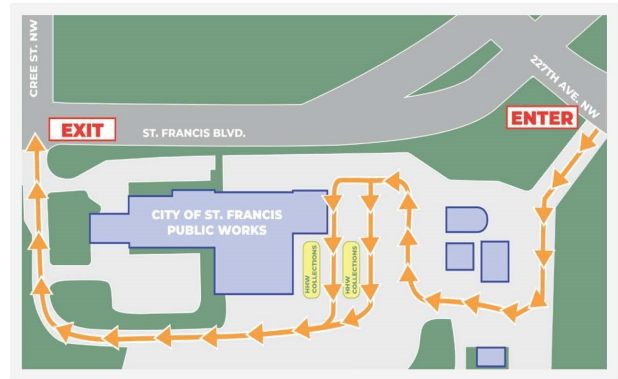 CREE ST. NW
227TH AVE. NW
ENTER
EXIT
ST. FRANCIS BLVD.
CITY OF ST. FRANCIS
PUBLIC WORKS
HHW
COLLECTIONS
HHW
COLLECTIONS